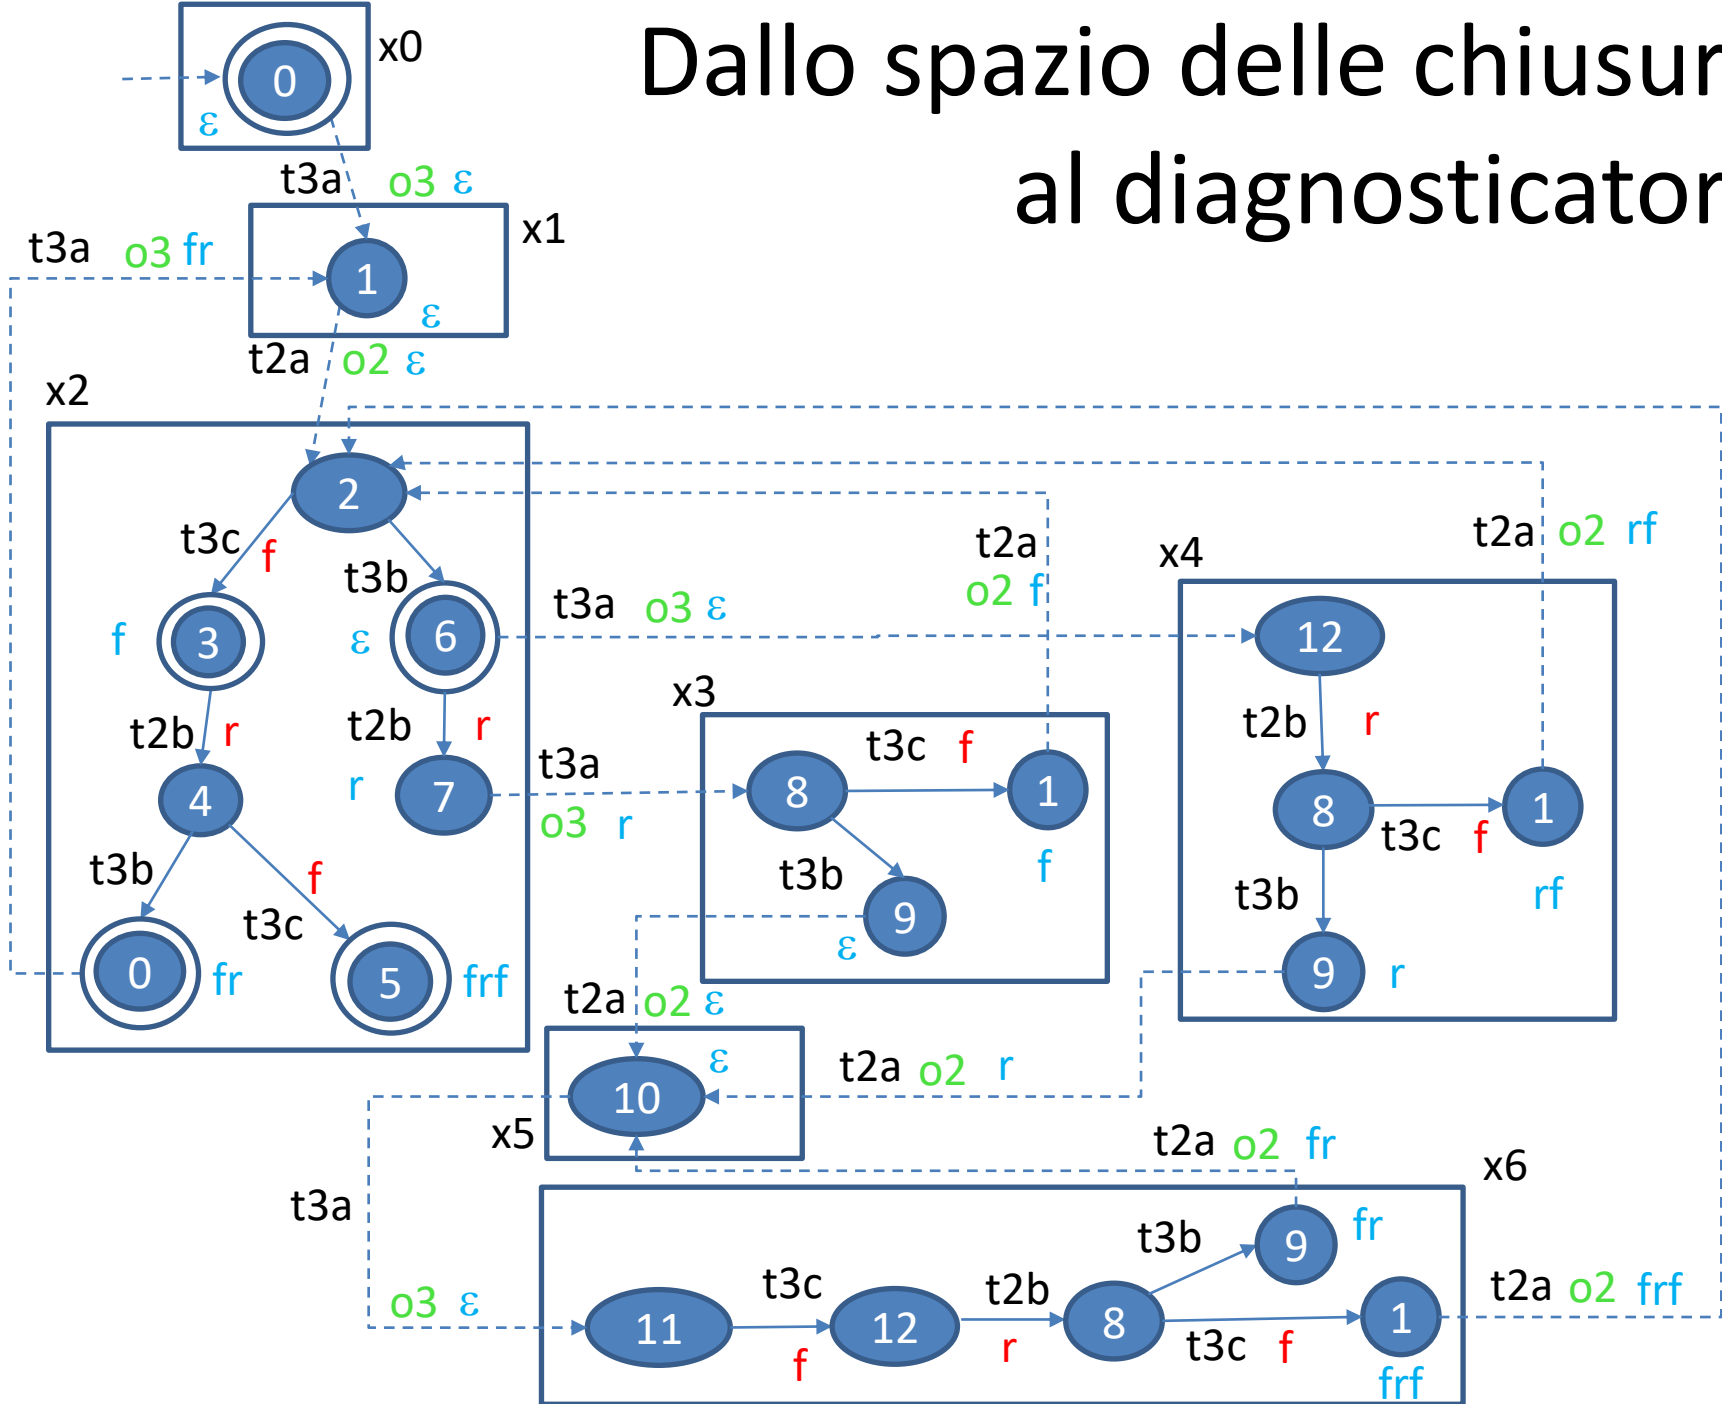 Dallo spazio delle chiusur
al diagnosticator
x0
0
ε
t3a o3 ε
x1
t3a o3 fr
1
ε
t2a o2 ε
x2
2
t3c f
t3b
t2a
o2 f
t2a o2 rf
x4
f
3
ε
6
t3a o3 ε
12
x3
t2b r
t2b r
t2b r
t3c f
t3a
4
r
7
8
1
8
1
o3 r
t3c f
t3b
f
t3b
f
rf
t3b
t3c
9
ε
0
fr
5
frf
9
r
t2a o2 ε
10
ε
t2a o2 r
x5
t2a o2 fr
x6
t3a
9
fr
t3b
t3c
t2b
t2a o2 frf
o3 ε
11
12
8
1
f
r
t3c f
frf